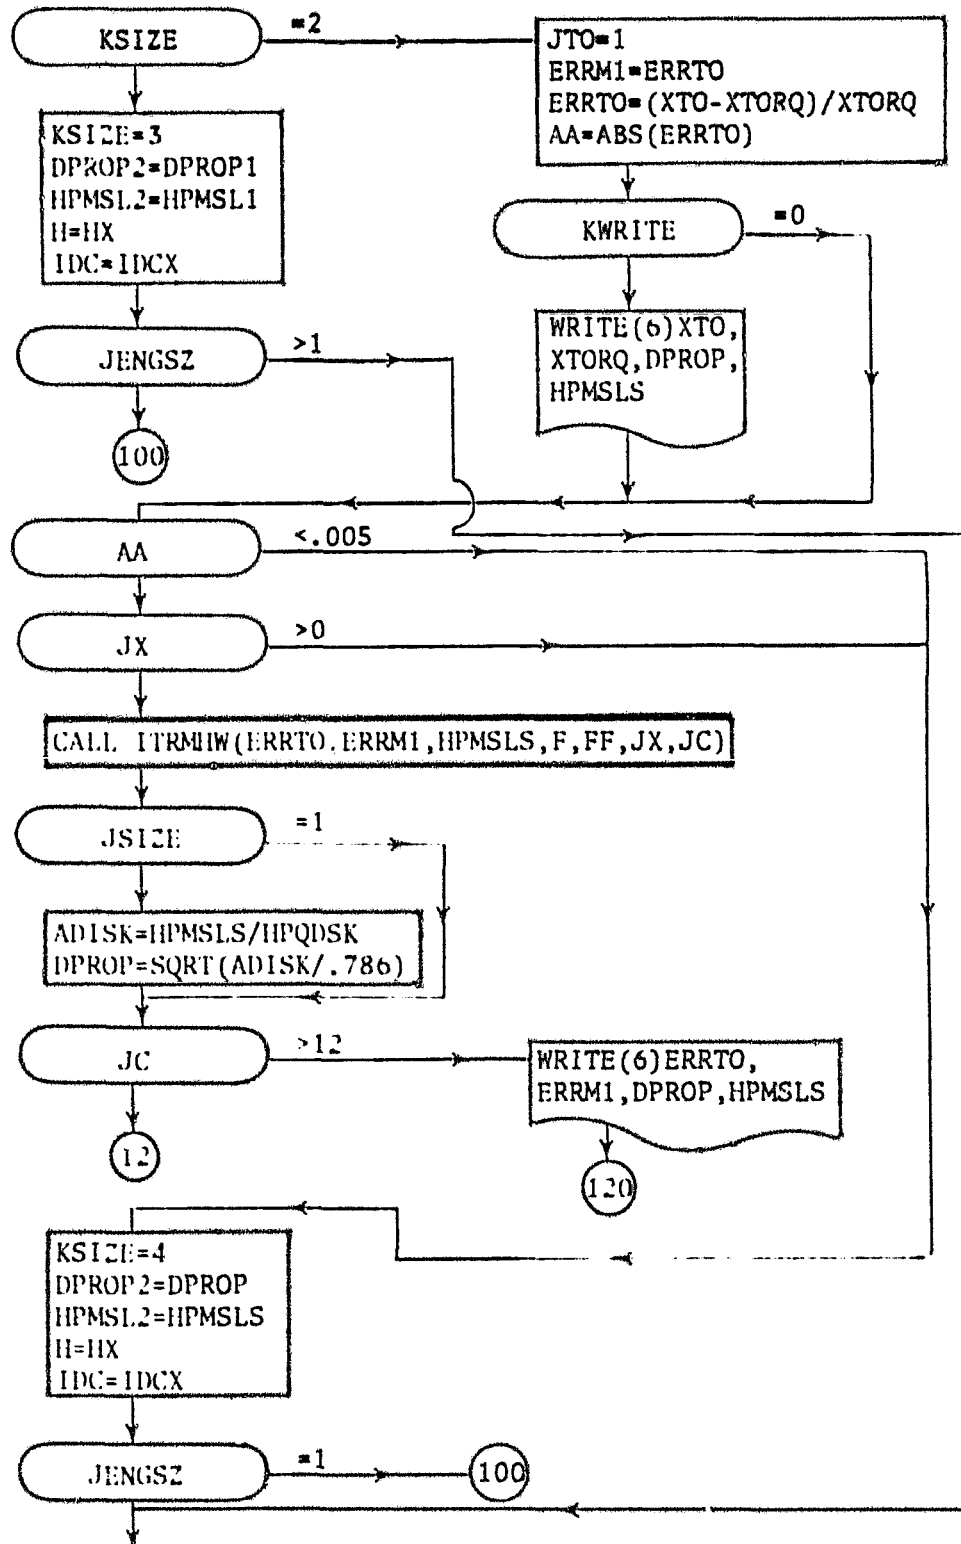 KSIZE
=2
JTO=1
ERRM1=ERRTO
ERRTO=(XTO-XTORQ)/XTORQ
AA=ABS(ERRTO)
KSIZE=3
DPROP2=DPROP1
HPMSL2=HPMSL1
H=HX
IDC=IDCX
KWRITE
=0
WRITE(6)XTO,
XTORQ,DPROP,
HPMSLS
JENGSZ
>1
100
AA
<.005
JX
>0
CALL ITRMHW(ERRTO.ERRM1,HPMSLS,F,FF,JX,JC)
JSIZE
=1
ADISK=HPMSLS/HPQDSK
DPROP=SQRT(ADISK/.786)
JC
>12
WRITE(6)ERRTO,
ERRM1,DPROP,HPMSLS
12
120
KSIZE=4
DPROP2=DPROP
HPMSL2=HPMSLS
H=HX
IDC=IDCX
JENGSZ
=1
100